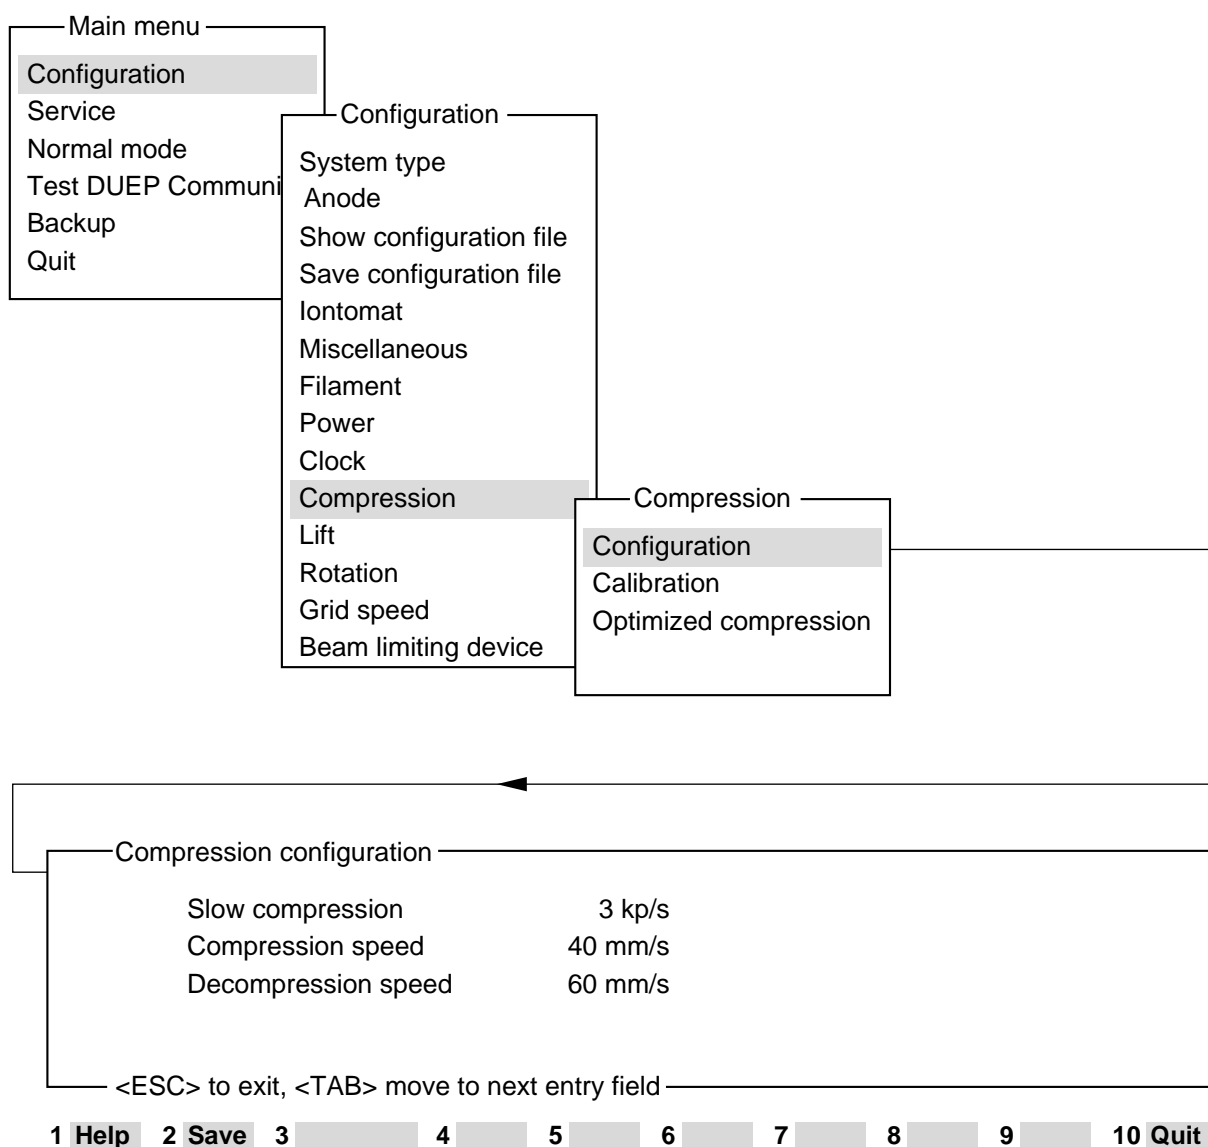 Main menu
Configuration
Service
Normal mode
Test DUEP Communi
Backup
Quit
Configuration
System type
Anode
Show configuration file
Save configuration file
Iontomat
Miscellaneous
Filament
Power
Clock
Compression
Lift
Rotation
Grid speed
Beam limiting device
Compression
Configuration
Calibration
Optimized compression
Compression configuration
Slow compression 3 kp/s
Compression speed 40 mm/s
Decompression speed 60 mm/s
<ESC> to exit, <TAB> move to next entry field
1 Help 2 Save 3 4 5 6 7 8 9 10 Quit